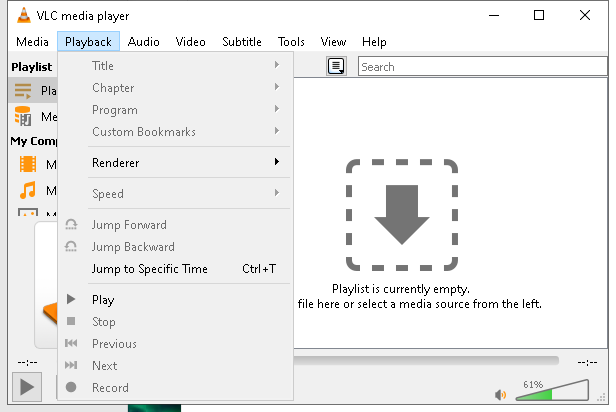 VLC media player
Media Playback Audio Video Subtitle Tools View Help
Playlist
Search
Pla
Me
My Comp
M
M
M
Title
Chapter
Program
Custom Bookmarks
Renderer
Speed
Jump Forward
Jump Backward
Jump to Specific Time Ctrl+T
Play
Stop
Previous
Next
Record
Playlist is currently empty.
file here or select a media source from the left.
--:--
--:--
61%